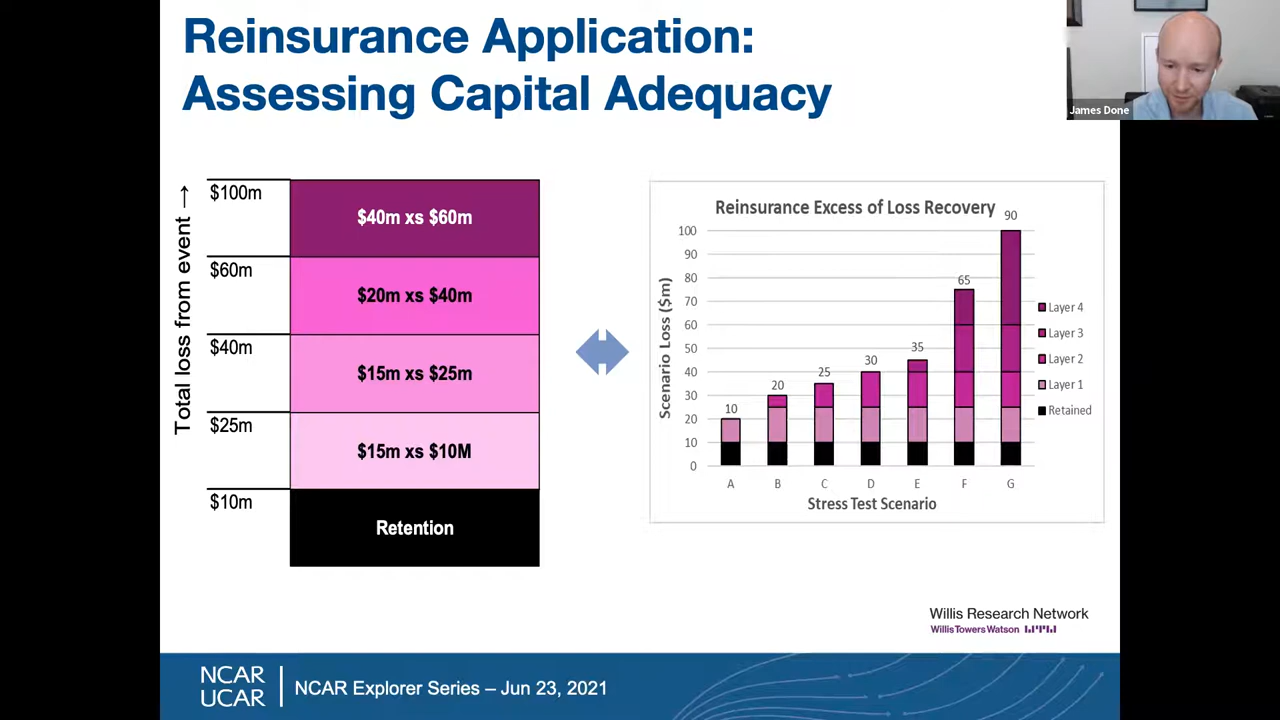 Reinsurance Application:
Assessing Capital Adequacy
James Done
Total loss from event →
$100m
$40m xs $60m
$60m
$20m xs $40m
$40m
$15m xs $25m
$25m
$15m xs $10M
$10m
Retention
Reinsurance Excess of Loss Recovery
Scenario Loss ($m)
100
90
80
70
60
50
40
30
20
10
0
10
20
25
30
35
65
90
A B C D E F G
Stress Test Scenario
Layer 4
Layer 3
Layer 2
Layer 1
Retained
Willis Research Network
WillisTowersWatson
NCAR
UCAR
NCAR Explorer Series – Jun 23, 2021